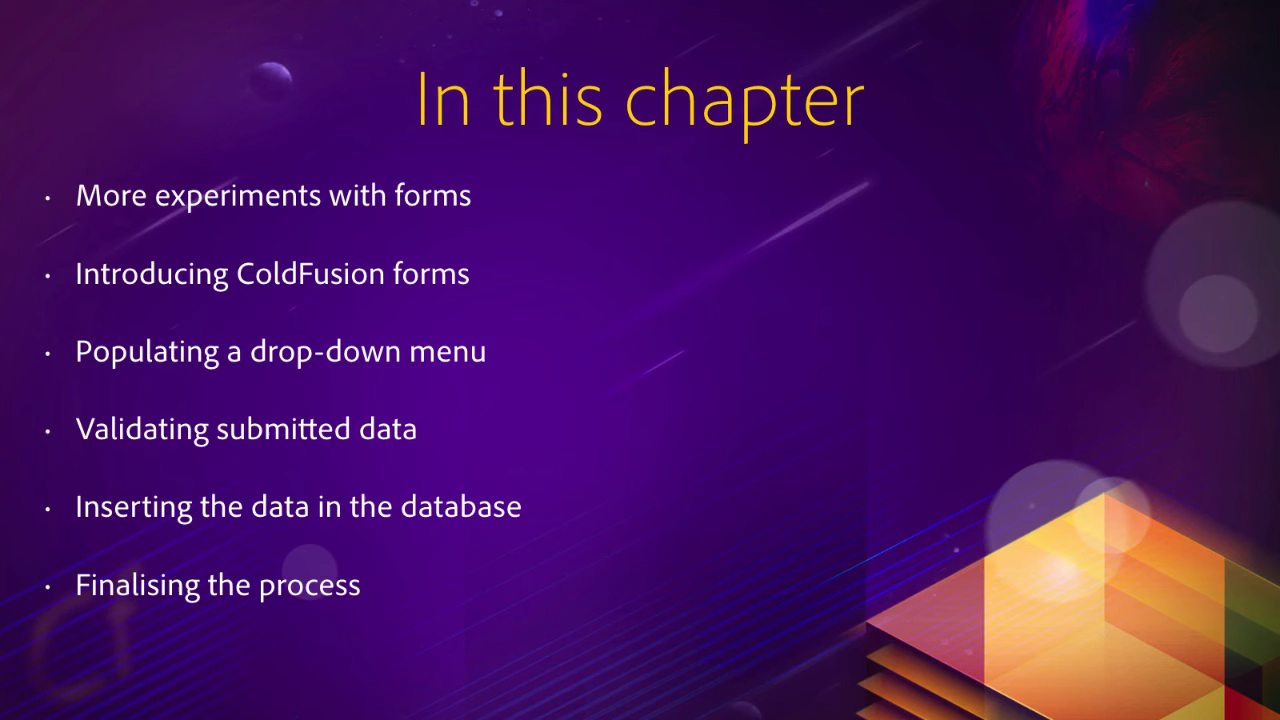 In this chapter
• More experiments with forms
• Introducing ColdFusion forms
• Populating a drop-down menu
• Validating submitted data
• Inserting the data in the database
• Finalising the process